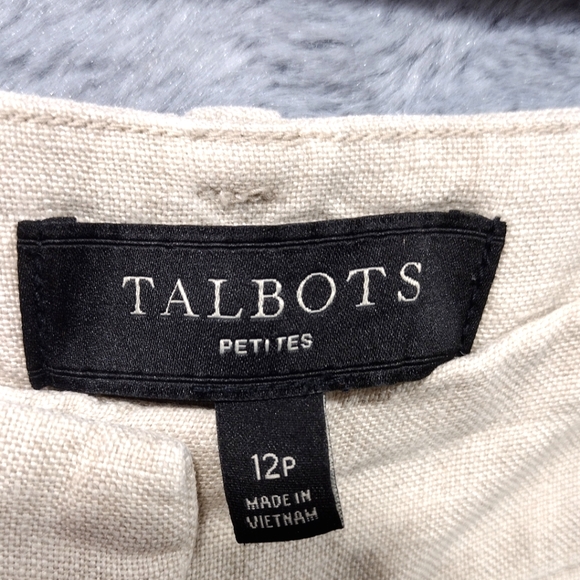 TALBOTS
PETITES
12P
MADE IN
VIETNAM